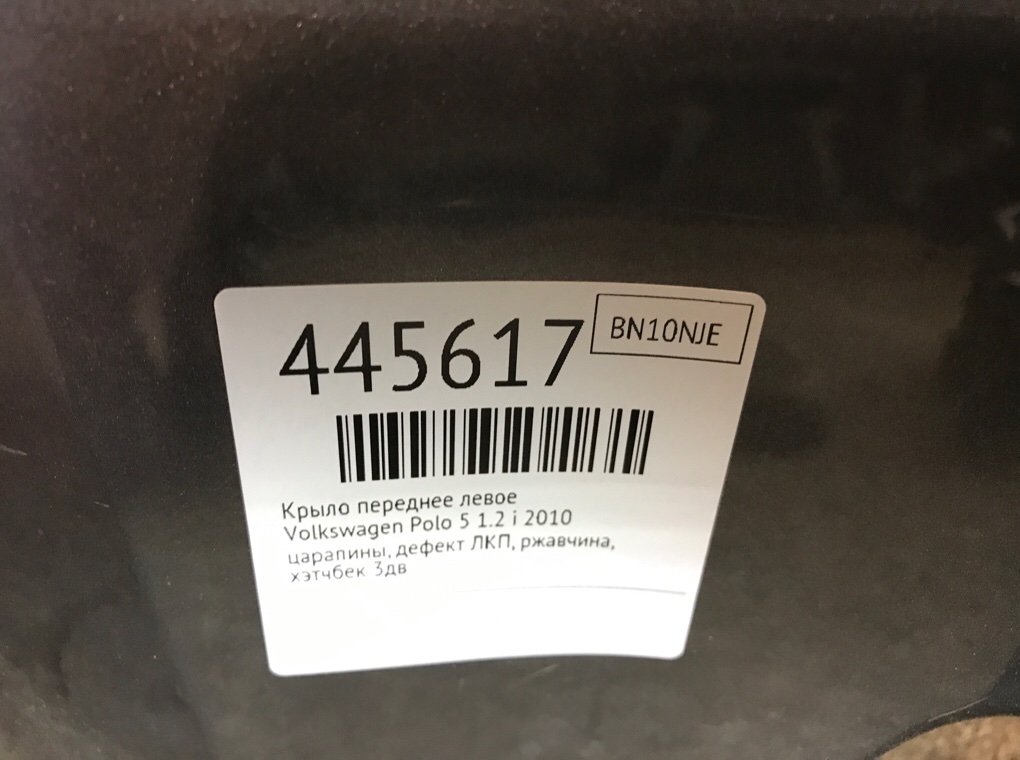 445617
BN10NJE
Крыло переднее левое
Volkswagen Polo 5 1.2 i 2010
царапины, дефект ЛКП, ржавчина,
хэтчбек 3дв